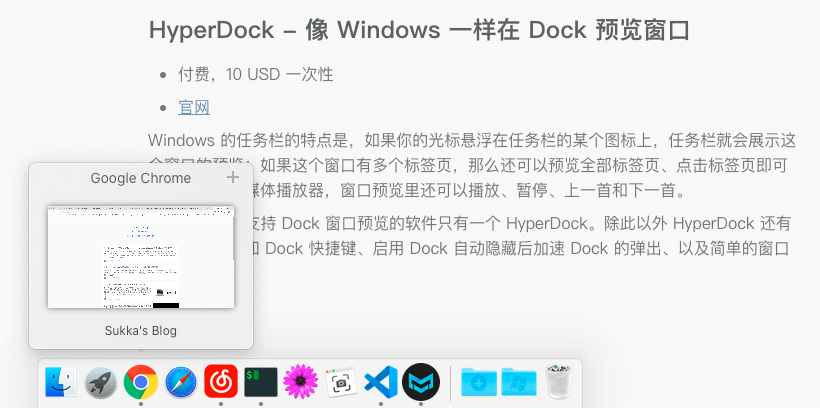 HyperDock - 像 Windows 一样在 Dock 预览窗口
付费，10 USD 一次性
官网
Windows 的任务栏的特点是，如果你的光标悬浮在任务栏的某个图标上，任务栏就会展示这
个窗口的预览；如果这个窗口有多个标签页，那么还可以预览全部标签页、点击标签页即可
体播放器，窗口预览里还可以播放、暂停、上一首和下一首。
支持 Dock 窗口预览的软件只有一个 HyperDock。除此以外 HyperDock 还有
Dock 快捷键、启用 Dock 自动隐藏后加速 Dock 的弹出、以及简单的窗口
Google Chrome
Sukka's Blog